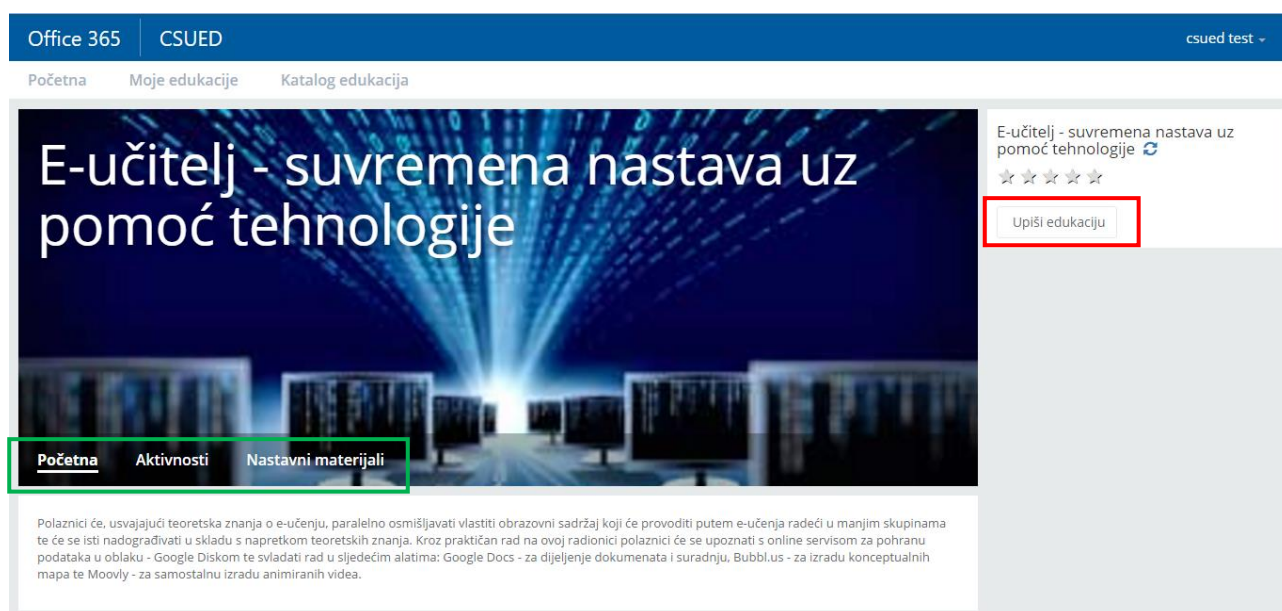 Office 365 CSUED csued test
Početna Moje edukacije Katalog edukacija
E-učitelj - suvremena nastava uz
pomoć tehnologije
Početna Aktivnosti Nastavni materijali
E-učitelj - suvremena nastava uz
pomoć tehnologije
Upiši edukaciju
Polaznici će, usvajajući teoretska znanja o e-učenju, paralelno osmišljavati vlastiti obrazovni sadržaj koji će provoditi putem e-učenja radeći u manjim skupinama
te će se isti nadograđivati u skladu s napretkom teoretskih znanja. Kroz praktičan rad na ovoj radionici polaznici će se upoznati s online servisom za pohranu
podataka u oblaku - Google Diskom te svladati rad u sljedećim alatima: Google Docs - za dijeljenje dokumenata i suradnju, Bubbl.us - za izradu konceptualnih
mapa te Moovly - za samostalnu izradu animiranih videa.